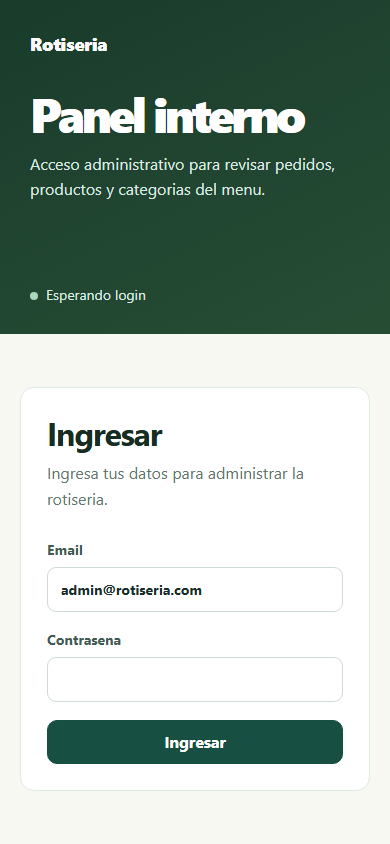 Rotiseria
Panel interno
Acceso administrativo para revisar pedidos,
productos y categorias del menu.
Esperando login
Ingresar
Ingresa tus datos para administrar la
rotiseria.
Email
admin@rotiseria.com
Contrasena
Ingresar